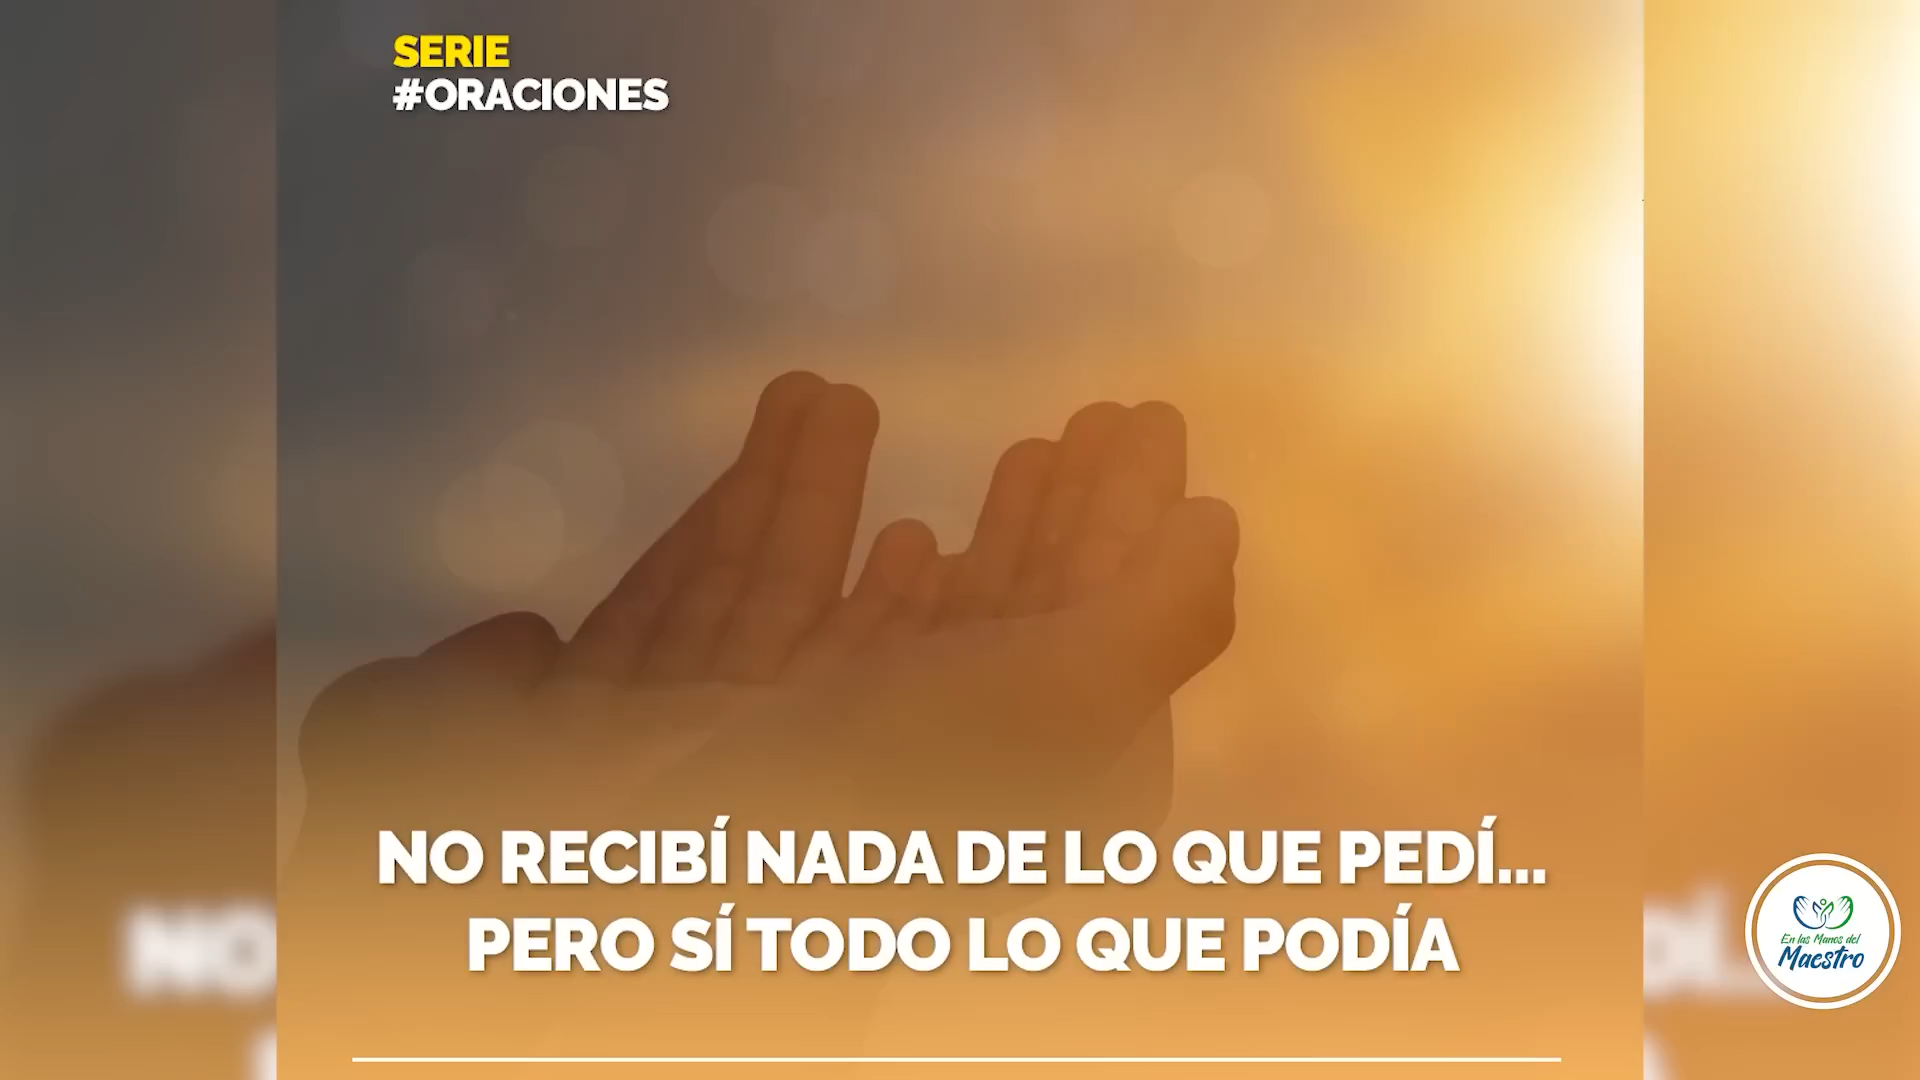 SERIE
#ORACIONES
NO RECIBÍ NADA DE LO QUE PEDÍ...
PERO SÍ TODO LO QUE PODÍA
En las Manos del
Maestro